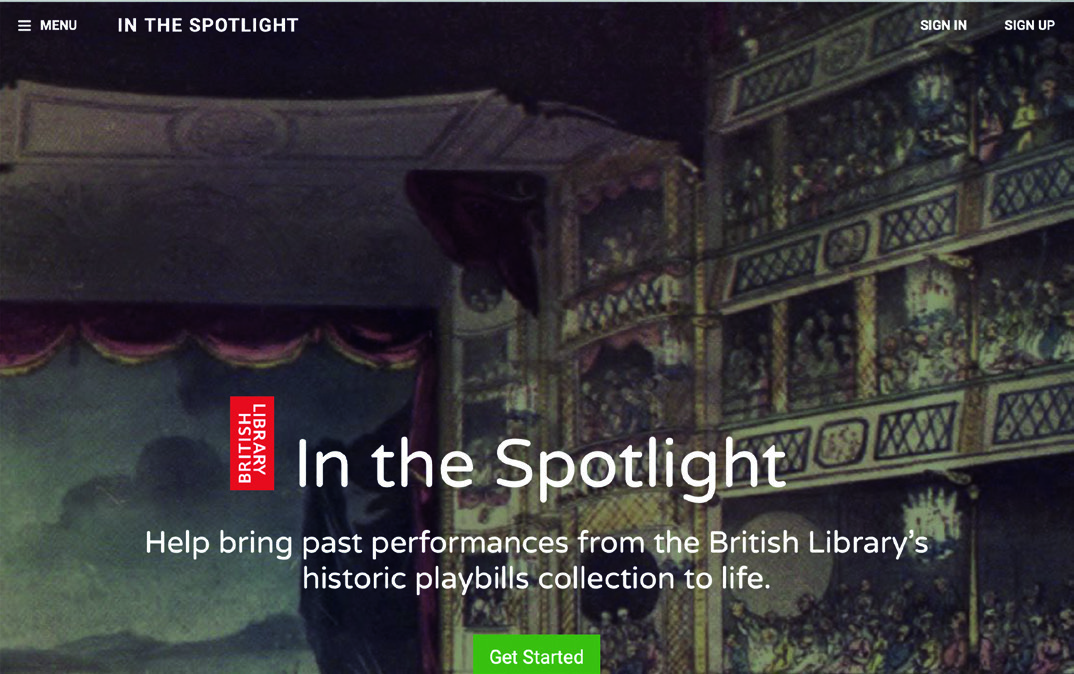 MENU
IN THE SPOTLIGHT
SIGN IN
SIGN UP
BRITISH
LIBRARY
In the Spotlight
Help bring past performances from the British Library’s
historic playbills collection to life.
Get Started